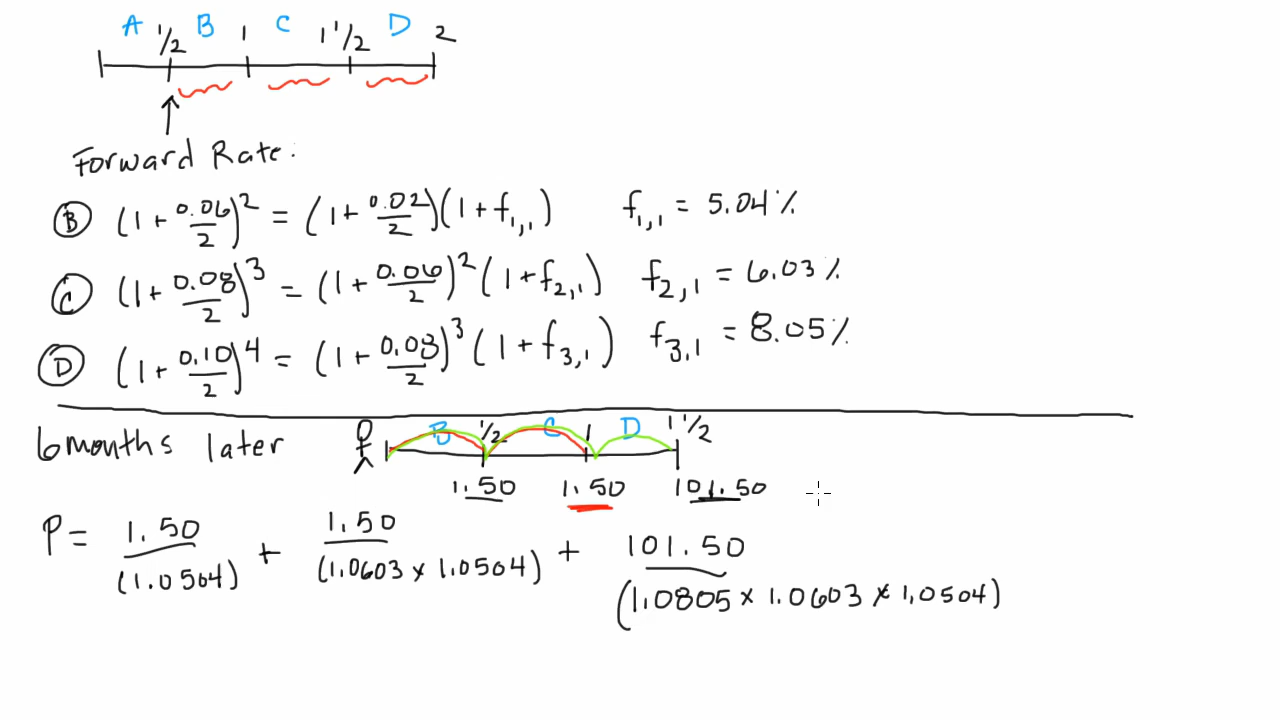 A ½ B 1 C 1 ½ D 2
Forward Rate:
Ⓑ (1 + 0.06/2)² = (1 + 0.02/2)(1 + f₁,₁) f₁,₁ = 5.04%
Ⓒ (1 + 0.08/2)³ = (1 + 0.06/2)² (1 + f₂,₁) f₂,₁ = 6.03%
Ⓓ (1 + 0.10/2)⁴ = (1 + 0.08/2)³ (1 + f₃,₁) f₃,₁ = 8.05%
6 months later B ½ C 1 D 1 ½
1.50 1.50 101.50
P = 1.50/(1.0504) + 1.50/(1.0603 × 1.0504) + 101.50/(1.0805 × 1.0603 × 1.0504)